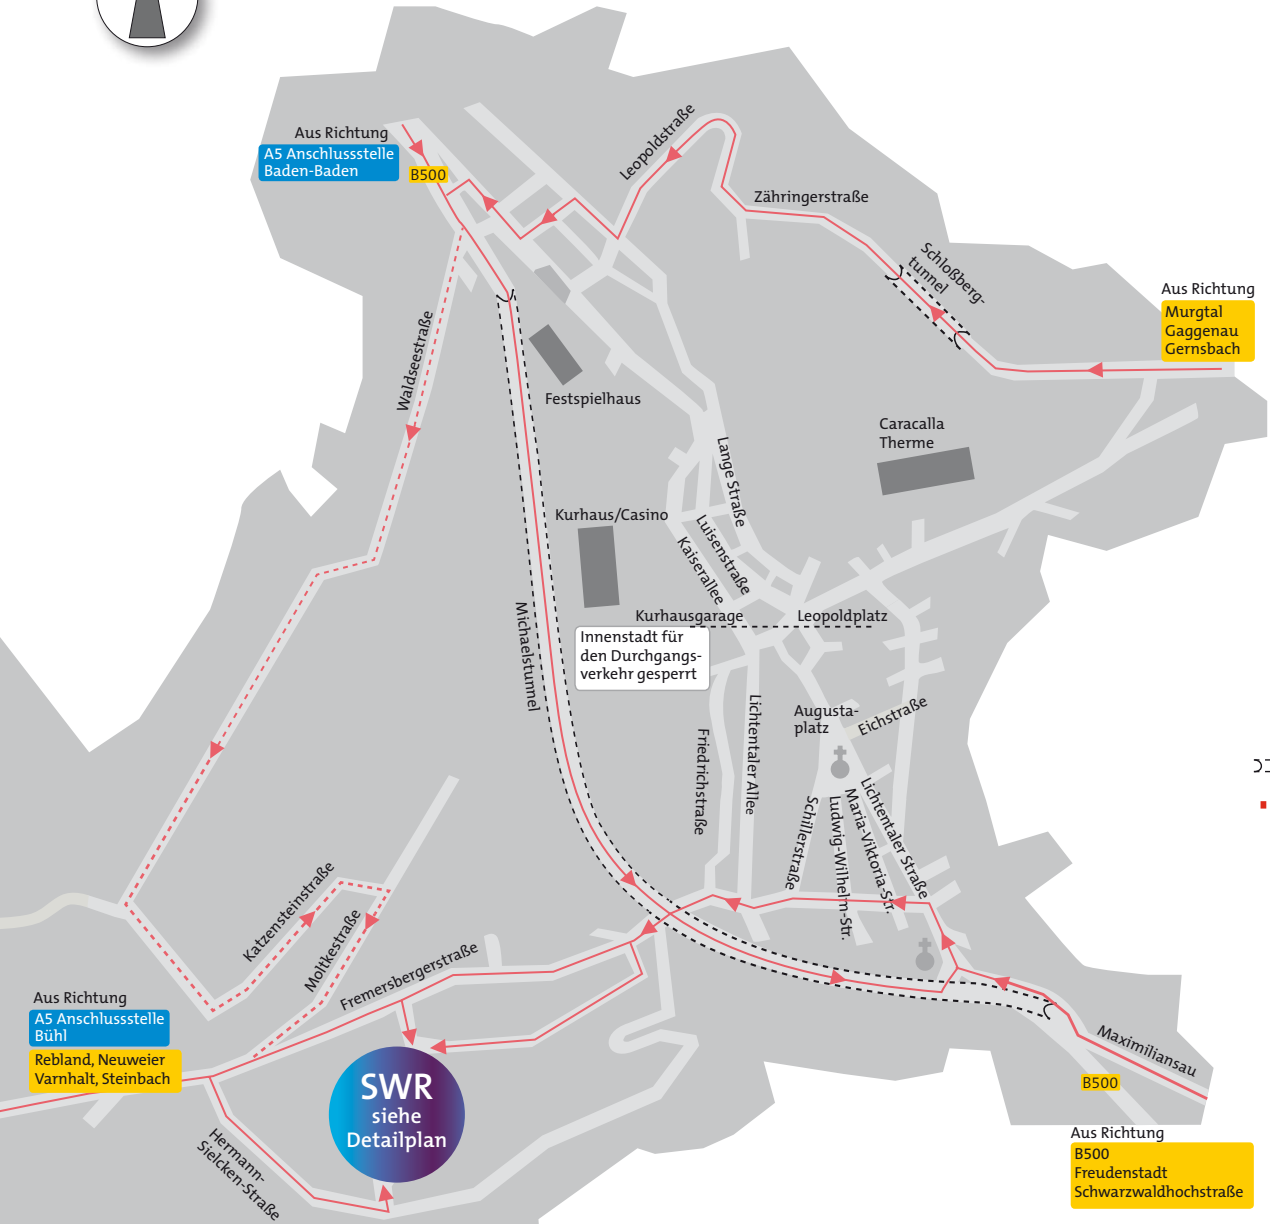 Aus Richtung
A5 Anschlussstelle
Baden-Baden
B500
Leopoldstraße
Zähringerstraße
Schloßberg-
tunnel
Aus Richtung
Murgtal
Gaggenau
Gernsbach
Waldseestraße
Festspielhaus
Caracalla
Therme
Lange Straße
Kurhaus/Casino
Luisenstraße
Kaiserallee
Michaelstunnel
Kurhausgarage
Leopoldplatz
Innenstadt für
den Durchgangs-
verkehr gesperrt
Lichtentaler Allee
Augusta-
platz
Eichstraße
Friedrichstraße
Schillerstraße
Ludwig-Wilhelm-Str.
Maria-Viktoria-Str.
Lichtentaler Straße
Katzensteinstraße
Moltkestraße
Fremersbergerstraße
Aus Richtung
A5 Anschlussstelle
Bühl
Rebland, Neuweier
Varnhalt, Steinbach
SWR
siehe
Detailplan
Hermann-
Sielcken-Straße
Maximiliansau
B500
Aus Richtung
B500
Freudenstadt
Schwarzwaldhochstraße